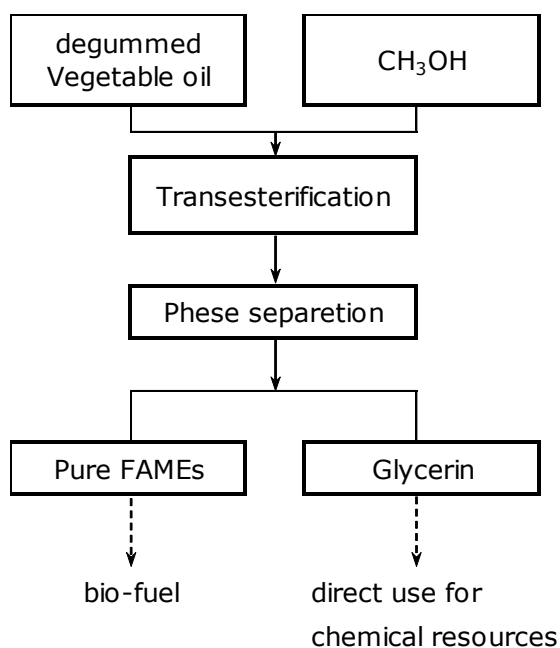 degummed
Vegetable oil
CH₃OH
Transesterification
Phese separetion
Pure FAMEs
Glycerin
bio-fuel
direct use for
chemical resources